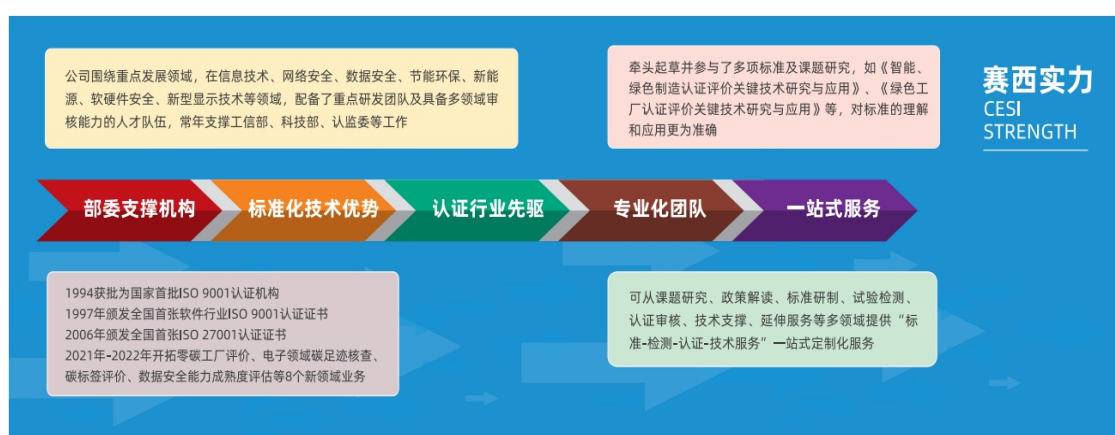 公司围绕重点发展领域，在信息技术、网络安全、数据安全、节能环保、新能
源、软硬件安全、新型显示技术等领域，配备了重点研发团队及具备多领域审
核能力的人才队伍，常年支撑工信部、科技部、认监委等工作
牵头起草并参与了多项标准及课题研究，如《智能、
绿色制造认证评价关键技术研究与应用》、《绿色工
厂认证评价关键技术研究与应用》等，对标准的理解
和应用更为准确
赛西实力
CESI
STRENGTH
部委支撑机构
标准化技术优势
认证行业先驱
专业化团队
一站式服务
1994获批为国家首批ISO 9001认证机构
1997年颁发全国首张软件行业ISO 9001认证证书
2006年颁发全国首张ISO 27001认证证书
2021年-2022年开拓零碳工厂评价、电子领域碳足迹核查、
碳标签评价、数据安全能力成熟度评估等8个新领域业务
可从课题研究、政策解读、标准研制、试验检测、
认证审核、技术支撑、延伸服务等多领域提供“标
准-检测-认证-技术服务”一站式定制化服务